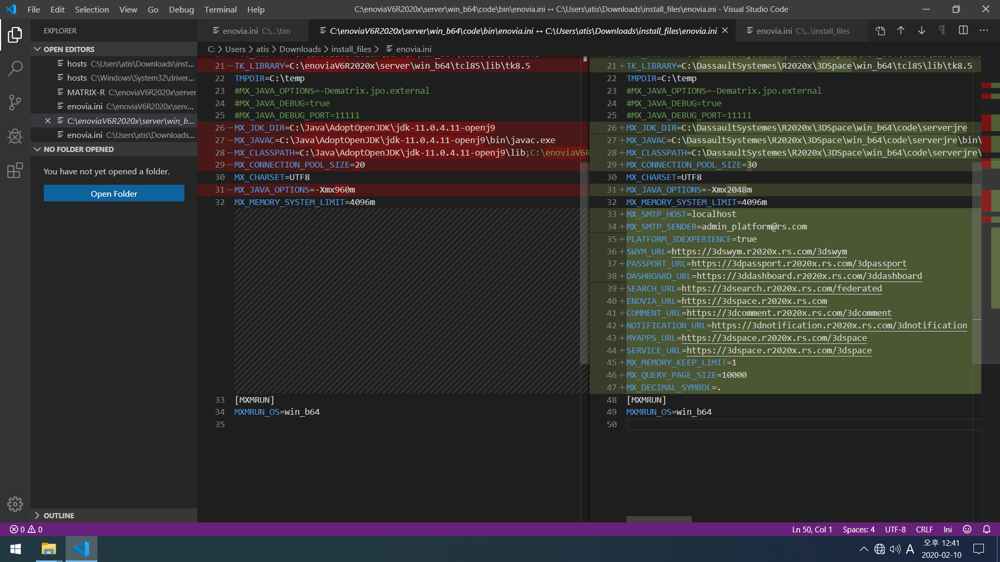 File Edit Selection View Go Debug Terminal Help
C:\enoviaV6R2020x\server\win_b64\code\bin\enovia.ini ↔ C:\Users\atis\Downloads\install_files\enovia.ini - Visual Studio Code
EXPLORER
OPEN EDITORS
hosts C:\Users\atis\Downloads\inst...
hosts C:\Windows\System32\driver...
MATRIX-R C:\enoviaV6R2020x\server
enovia.ini C:\enoviaV6R2020x\serv...
C:\enoviaV6R2020x\server\win_b...
enovia.ini C:\Users\atis\Downloads...
NO FOLDER OPENED
You have not yet opened a folder.
Open Folder
OUTLINE
enovia.ini C:\...\bin
C:\enoviaV6R2020x\server\win_b64\code\bin\enovia.ini ↔ C:\Users\atis\Downloads\install_files\enovia.ini
enovia.ini C:\...\install_files
C: > Users > atis > Downloads > install_files > enovia.ini
21 TK_LIBRARY=C:\enoviaV6R2020x\server\win_b64\tcl85\lib\tk8.5
22 TMPDIR=C:\temp
23 #MX_JAVA_OPTIONS=-Dematrix.jpo.external
24 #MX_JAVA_DEBUG=true
25 #MX_JAVA_DEBUG_PORT=11111
26 MX_JDK_DIR=C:\Java\AdoptOpenJDK\jdk-11.0.4.11-openj9
27 MX_JAVAC=C:\Java\AdoptOpenJDK\jdk-11.0.4.11-openj9\bin\javac.exe
28 MX_CLASSPATH=C:\Java\AdoptOpenJDK\jdk-11.0.4.11-openj9\lib;C:\enoviaV6R
29 MX_CONNECTION_POOL_SIZE=20
30 MX_CHARSET=UTF8
31 MX_JAVA_OPTIONS=-Xmx960m
32 MX_MEMORY_SYSTEM_LIMIT=4096m
33 [MXMRUN]
34 MXMRUN_OS=win_b64
35
21+ TK_LIBRARY=C:\DassaultSystemes\R2020x\3DSpace\win_b64\tcl85\lib\tk8.5
22 TMPDIR=C:\temp
23 #MX_JAVA_OPTIONS=-Dematrix.jpo.external
24 #MX_JAVA_DEBUG=true
25 #MX_JAVA_DEBUG_PORT=11111
26+ MX_JDK_DIR=C:\DassaultSystemes\R2020x\3DSpace\win_b64\code\serverjre
27+ MX_JAVAC=C:\DassaultSystemes\R2020x\3DSpace\win_b64\code\serverjre\bin\
28+ MX_CLASSPATH=C:\DassaultSystemes\R2020x\3DSpace\win_b64\code\serverjre\
29+ MX_CONNECTION_POOL_SIZE=30
30 MX_CHARSET=UTF8
31+ MX_JAVA_OPTIONS=-Xmx2048m
32 MX_MEMORY_SYSTEM_LIMIT=4096m
33+ MX_SMTP_HOST=localhost
34+ MX_SMTP_SENDER=admin_platform@rs.com
35+ PLATFORM_3DEXPERIENCE=true
36+ SWYM_URL=https://3dswym.r2020x.rs.com/3dswym
37+ PASSPORT_URL=https://3dpassport.r2020x.rs.com/3dpassport
38+ DASHBOARD_URL=https://3ddashboard.r2020x.rs.com/3ddashboard
39+ SEARCH_URL=https://3dsearch.r2020x.rs.com/federated
40+ ENOVIA_URL=https://3dspace.r2020x.rs.com
41+ COMMENT_URL=https://3dcomment.r2020x.rs.com/3dcomment
42+ NOTIFICATION_URL=https://3dnotification.r2020x.rs.com/3dnotification
43+ MYAPPS_URL=https://3dspace.r2020x.rs.com/3dspace
44+ SERVICE_URL=https://3dspace.r2020x.rs.com/3dspace
45+ MX_MEMORY_KEEP_LIMIT=1
46+ MX_QUERY_PAGE_SIZE=10000
47+ MX_DECIMAL_SYMBOL=.
48 [MXMRUN]
49 MXMRUN_OS=win_b64
50
0 0
Ln 50, Col 1 Spaces: 4 UTF-8 CRLF Ini
A
오후 12:41
2020-02-10